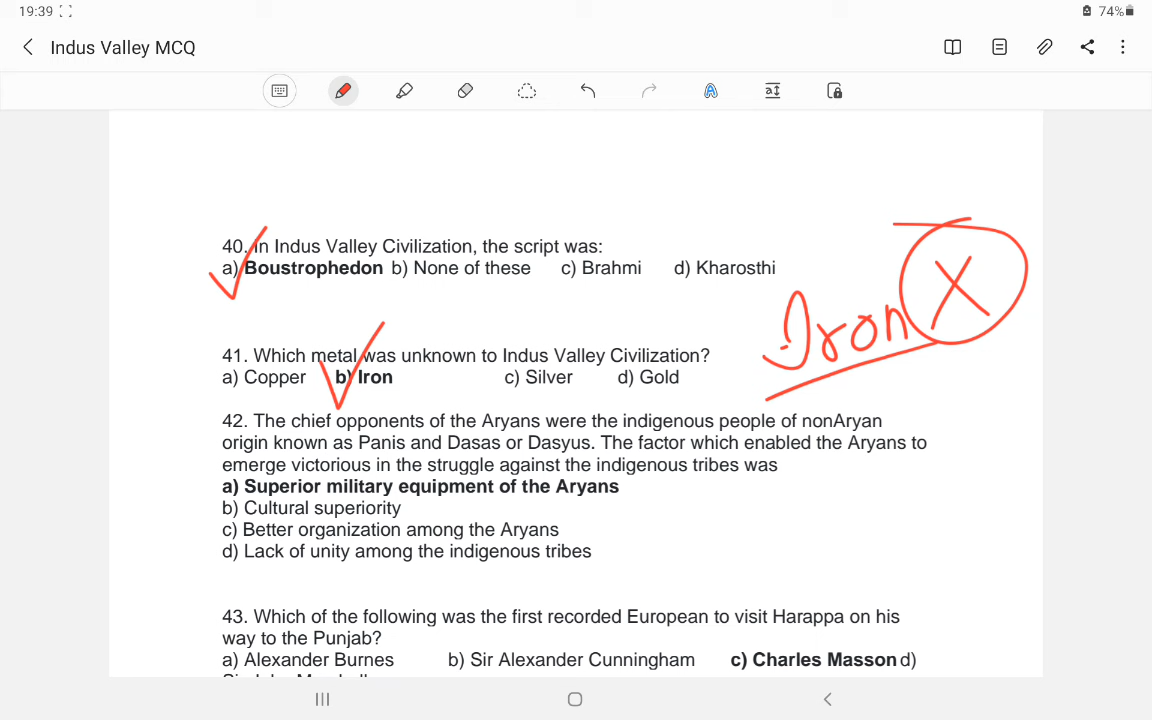 19:39 74%
Indus Valley MCQ
40. In Indus Valley Civilization, the script was:
a) Boustrophedon b) None of these c) Brahmi d) Kharosthi
Iron X
41. Which metal was unknown to Indus Valley Civilization?
a) Copper b) Iron c) Silver d) Gold
42. The chief opponents of the Aryans were the indigenous people of nonAryan
origin known as Panis and Dasas or Dasyus. The factor which enabled the Aryans to
emerge victorious in the struggle against the indigenous tribes was
a) Superior military equipment of the Aryans
b) Cultural superiority
c) Better organization among the Aryans
d) Lack of unity among the indigenous tribes
43. Which of the following was the first recorded European to visit Harappa on his
way to the Punjab?
a) Alexander Burnes b) Sir Alexander Cunningham c) Charles Masson d)